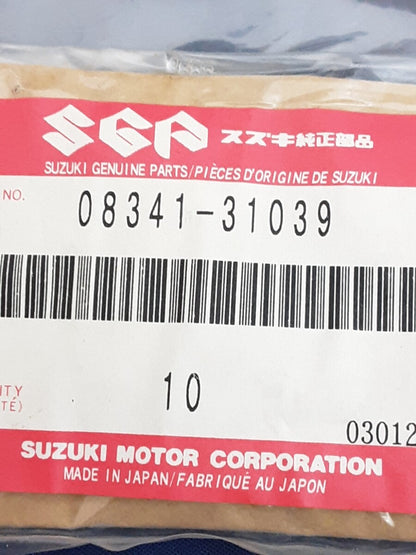 SGP スズキ純正部品
SUZUKI GENUINE PARTS/PIÈCES D'ORIGINE DE SUZUKI
NO. 08341-31039
10
TÉ)
03012
SUZUKI MOTOR CORPORATION
MADE IN JAPAN/FABRIQUÉ AU JAPON